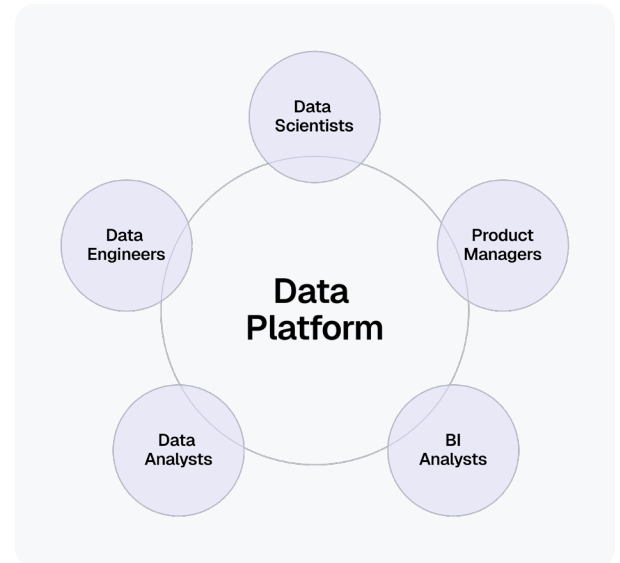 Data
Scientists
Data
Engineers
Product
Managers
Data
Platform
Data
Analysts
BI
Analysts